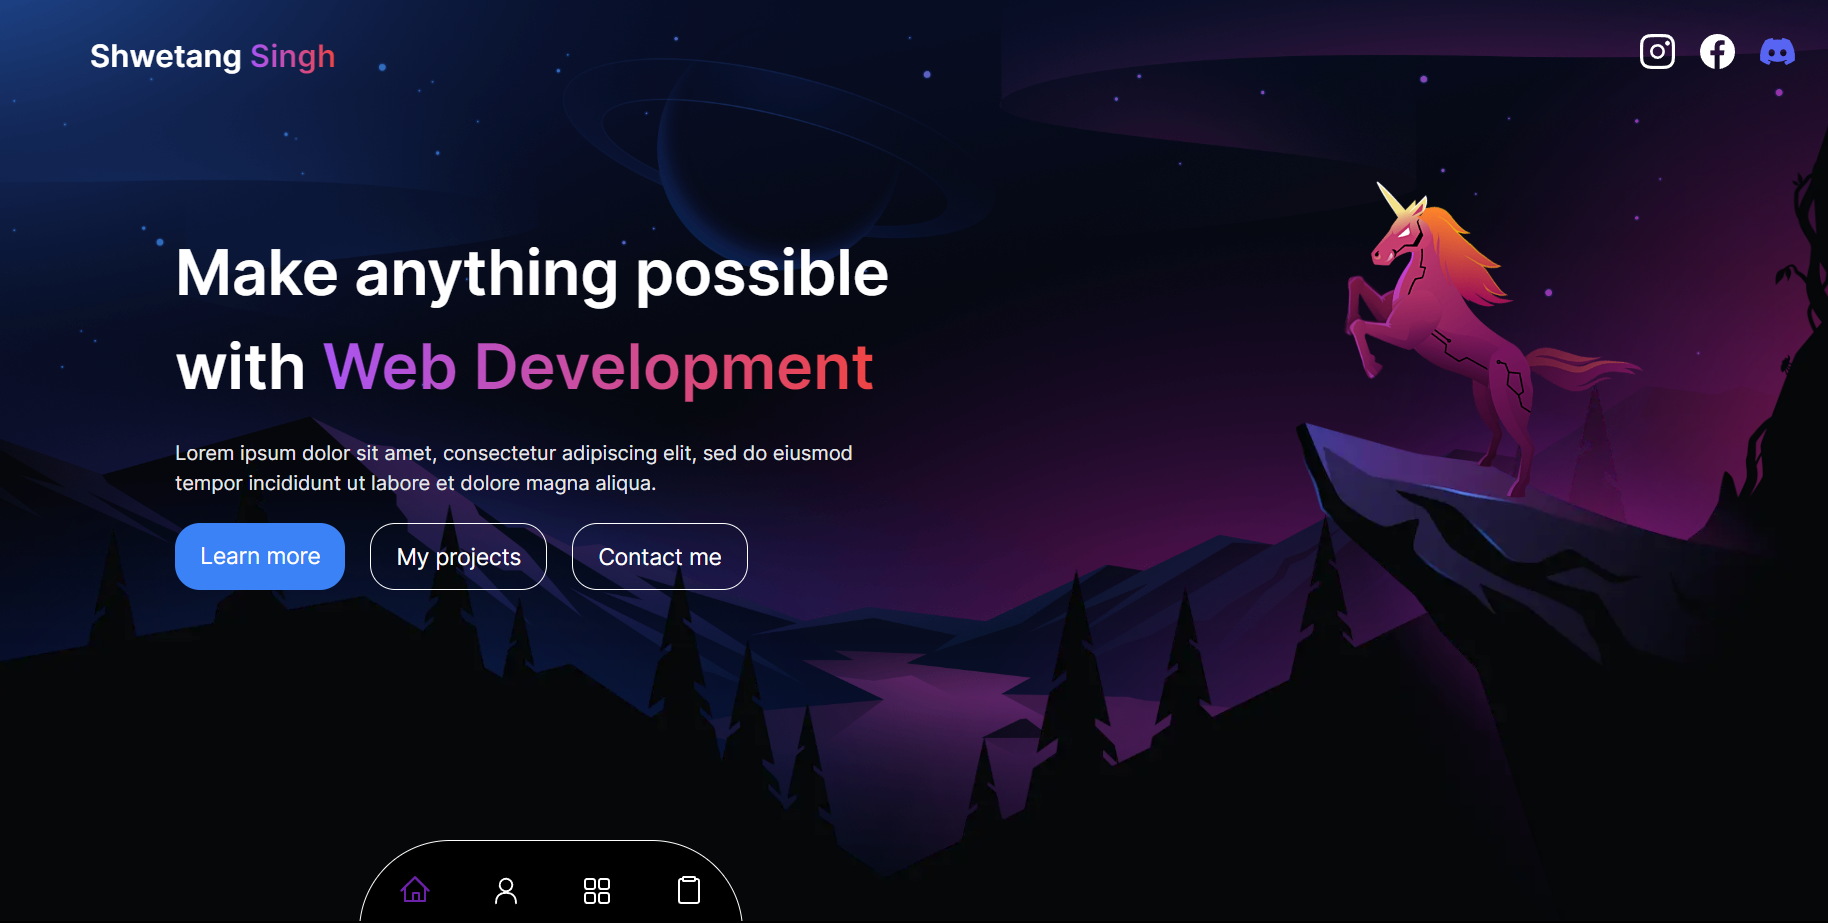 Shwetang Singh
Make anything possible
with Web Development
Lorem ipsum dolor sit amet, consectetur adipiscing elit, sed do eiusmod
tempor incididunt ut labore et dolore magna aliqua.
Learn more
My projects
Contact me